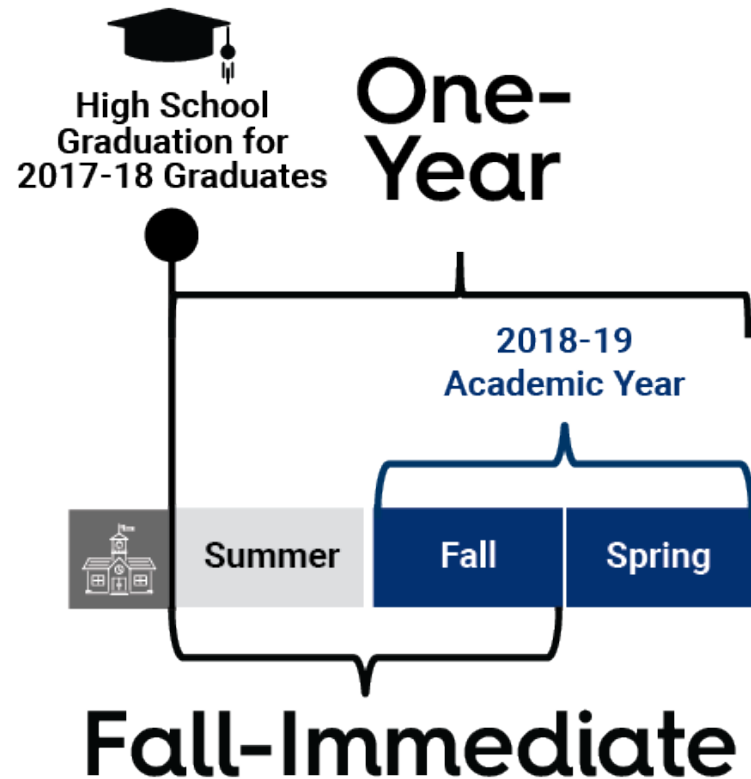 High School
Graduation for
2017-18 Graduates
One-
Year
2018-19
Academic Year
Summer
Fall
Spring
Fall-Immediate